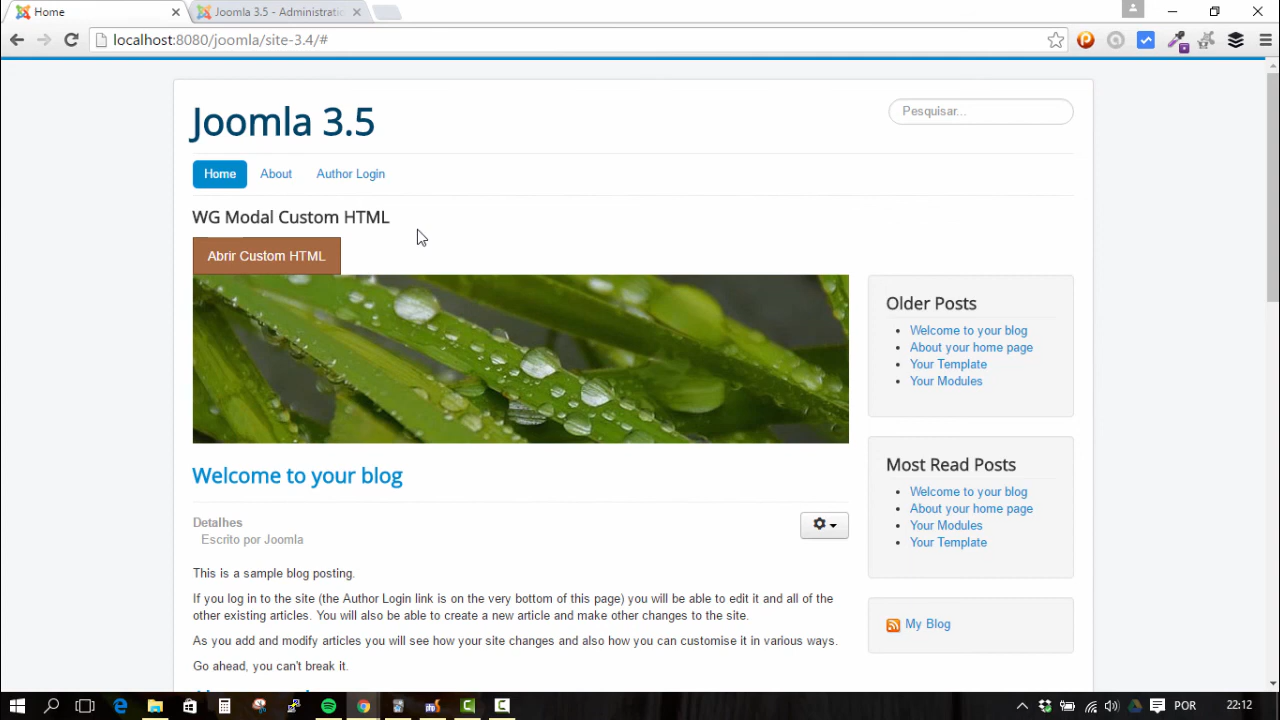 Home
Joomla 3.5 - Administratio
localhost:8080/joomla/site-3.4/#
Joomla 3.5
Pesquisar...
Home About Author Login
WG Modal Custom HTML
Abrir Custom HTML
Older Posts
Welcome to your blog
About your home page
Your Template
Your Modules
Welcome to your blog
Detalhes
Escrito por Joomla
This is a sample blog posting.
If you log in to the site (the Author Login link is on the very bottom of this page) you will be able to edit it and all of the
other existing articles. You will also be able to create a new article and make other changes to the site.
As you add and modify articles you will see how your site changes and also how you can customise it in various ways.
Go ahead, you can't break it.
Most Read Posts
Welcome to your blog
About your home page
Your Modules
Your Template
My Blog
POR
22:12